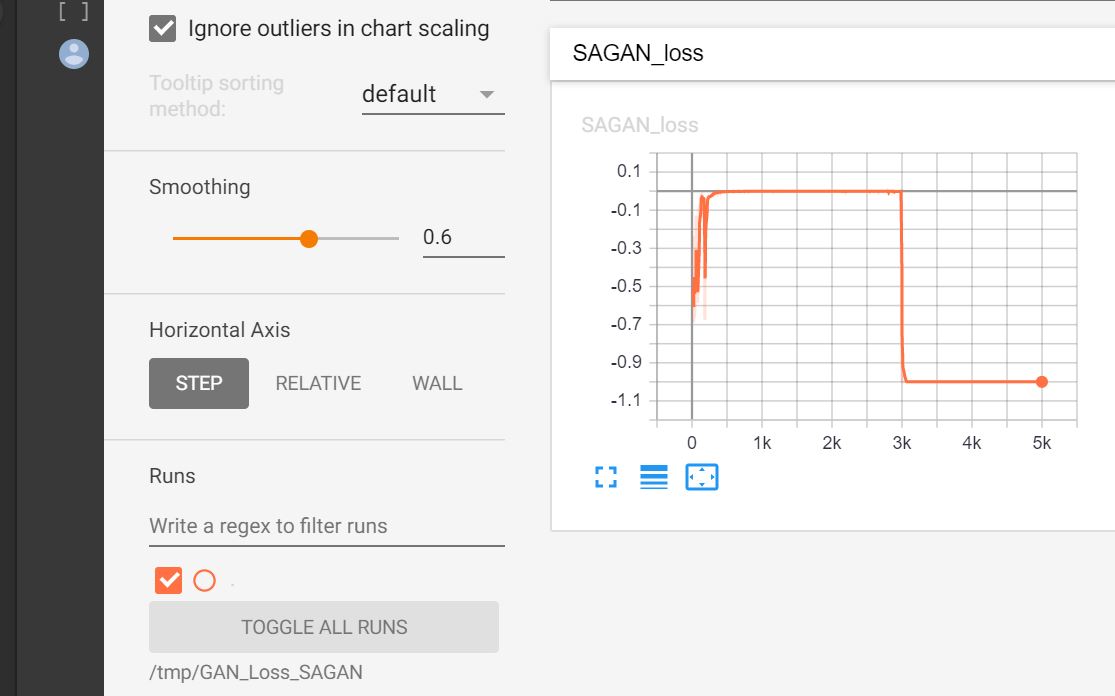 [ ]
Ignore outliers in chart scaling
Tooltip sorting
method:
default
Smoothing
0.6
Horizontal Axis
STEP RELATIVE WALL
Runs
Write a regex to filter runs
.
TOGGLE ALL RUNS
/tmp/GAN_Loss_SAGAN
SAGAN_loss
SAGAN_loss
0.1
-0.1
-0.3
-0.5
-0.7
-0.9
-1.1
0 1k 2k 3k 4k 5k